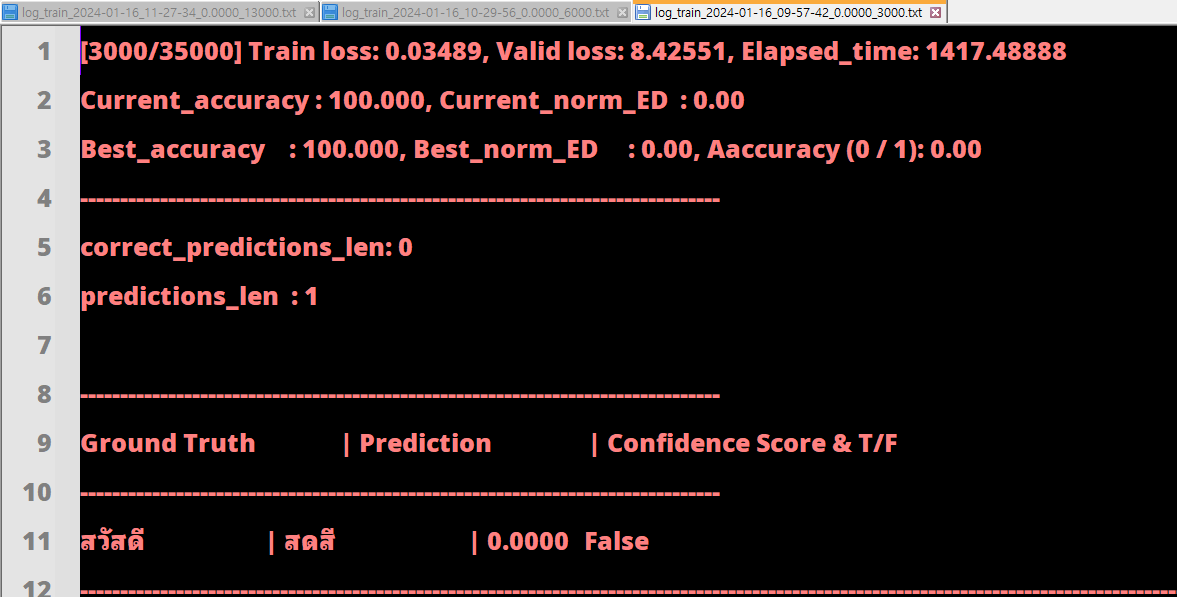 log_train_2024-01-16_11-27-34_0.0000_13000.txt log_train_2024-01-16_10-29-56_0.0000_6000.txt log_train_2024-01-16_09-57-42_0.0000_3000.txt
1 [3000/35000] Train loss: 0.03489, Valid loss: 8.42551, Elapsed_time: 1417.48888
2 Current_accuracy : 100.000, Current_norm_ED : 0.00
3 Best_accuracy : 100.000, Best_norm_ED : 0.00, Aaccuracy (0 / 1): 0.00
4 --------------------------------------------------------------------------------
5 correct_predictions_len: 0
6 predictions_len : 1
7
8 --------------------------------------------------------------------------------
9 Ground Truth | Prediction | Confidence Score & T/F
10 --------------------------------------------------------------------------------
11 สวัสดี | สดสี | 0.0000 False
12 --------------------------------------------------------------------------------